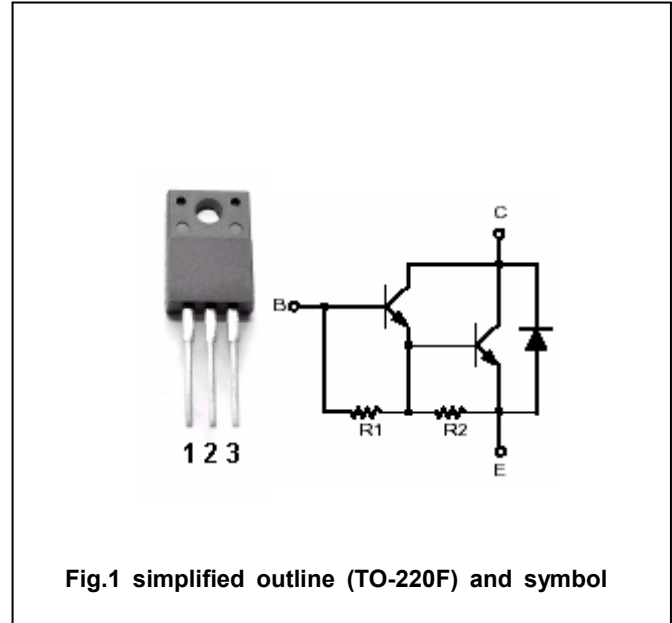 C
B
R1
R2
E
1 2 3
Fig.1 simplified outline (TO-220F) and symbol